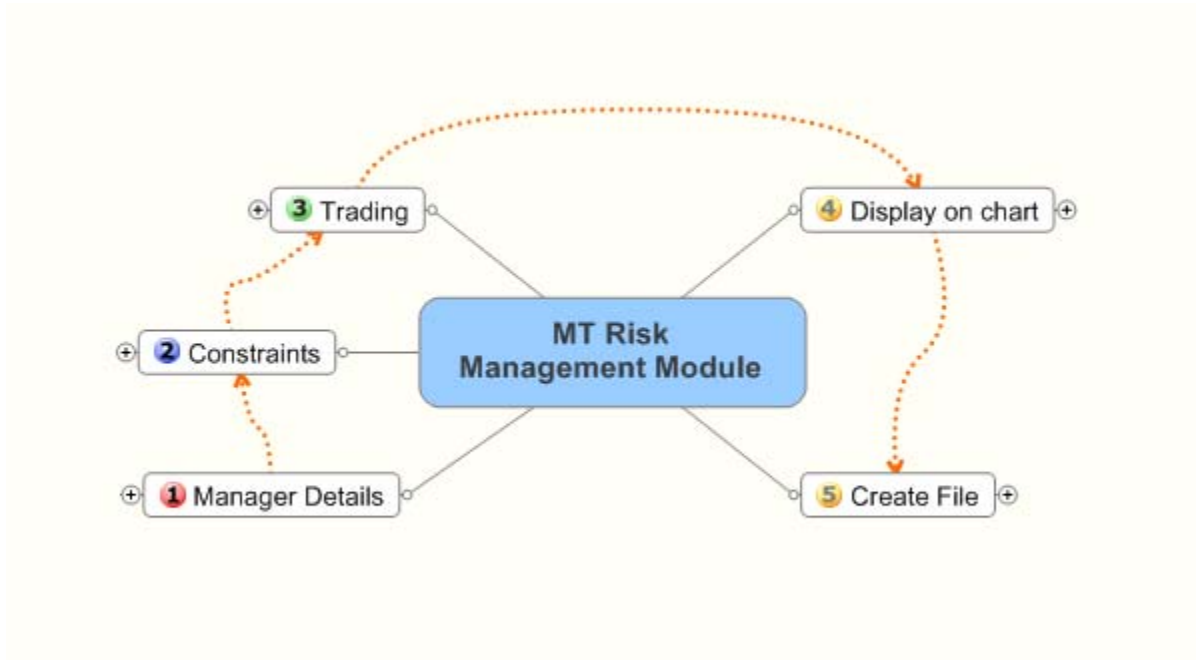 3 Trading
4 Display on chart
MT Risk
Management Module
2 Constraints
1 Manager Details
5 Create File